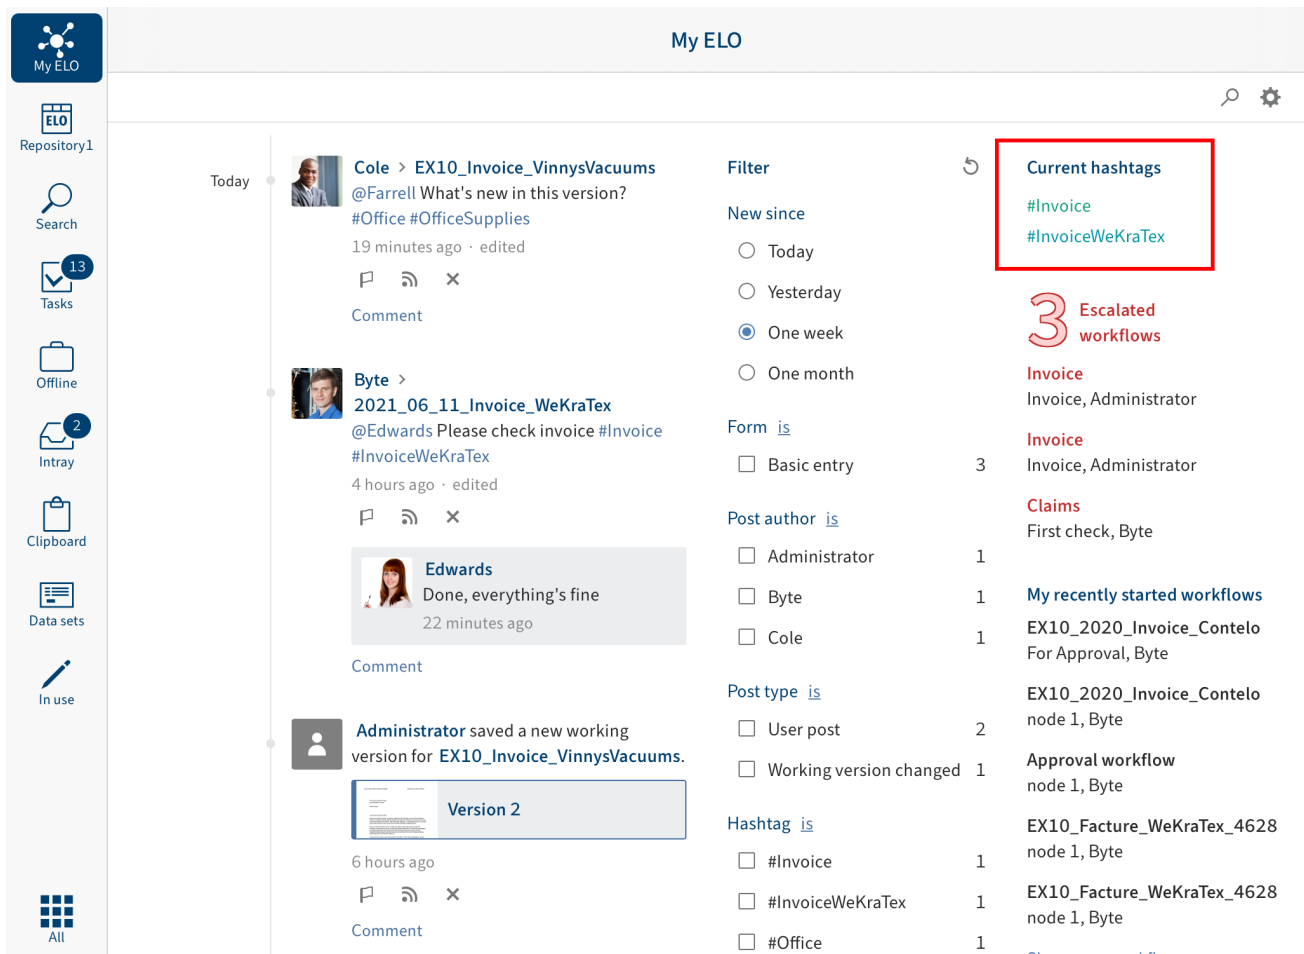 My ELO
My ELO
ELO
Repository1
Search
13
Tasks
Offline
2
Intray
Clipboard
Data sets
In use
All
Today
Cole > EX10_Invoice_VinnysVacuums
@Farrell What's new in this version?
#Office #OfficeSupplies
19 minutes ago · edited
Comment
Byte >
2021_06_11_Invoice_WeKraTex
@Edwards Please check invoice #Invoice
#InvoiceWeKraTex
4 hours ago · edited
Edwards
Done, everything's fine
22 minutes ago
Comment
Administrator saved a new working
version for EX10_Invoice_VinnysVacuums.
Version 2
6 hours ago
Comment
Filter
New since
Today
Yesterday
One week
One month
Form is
Basic entry 3
Post author is
Administrator 1
Byte 1
Cole 1
Post type is
User post 2
Working version changed 1
Hashtag is
#Invoice 1
#InvoiceWeKraTex 1
#Office 1
Current hashtags
#Invoice
#InvoiceWeKraTex
3 Escalated
workflows
Invoice
Invoice, Administrator
Invoice
Invoice, Administrator
Claims
First check, Byte
My recently started workflows
EX10_2020_Invoice_Contelo
For Approval, Byte
EX10_2020_Invoice_Contelo
node 1, Byte
Approval workflow
node 1, Byte
EX10_Facture_WeKraTex_4628
node 1, Byte
EX10_Facture_WeKraTex_4628
node 1, Byte